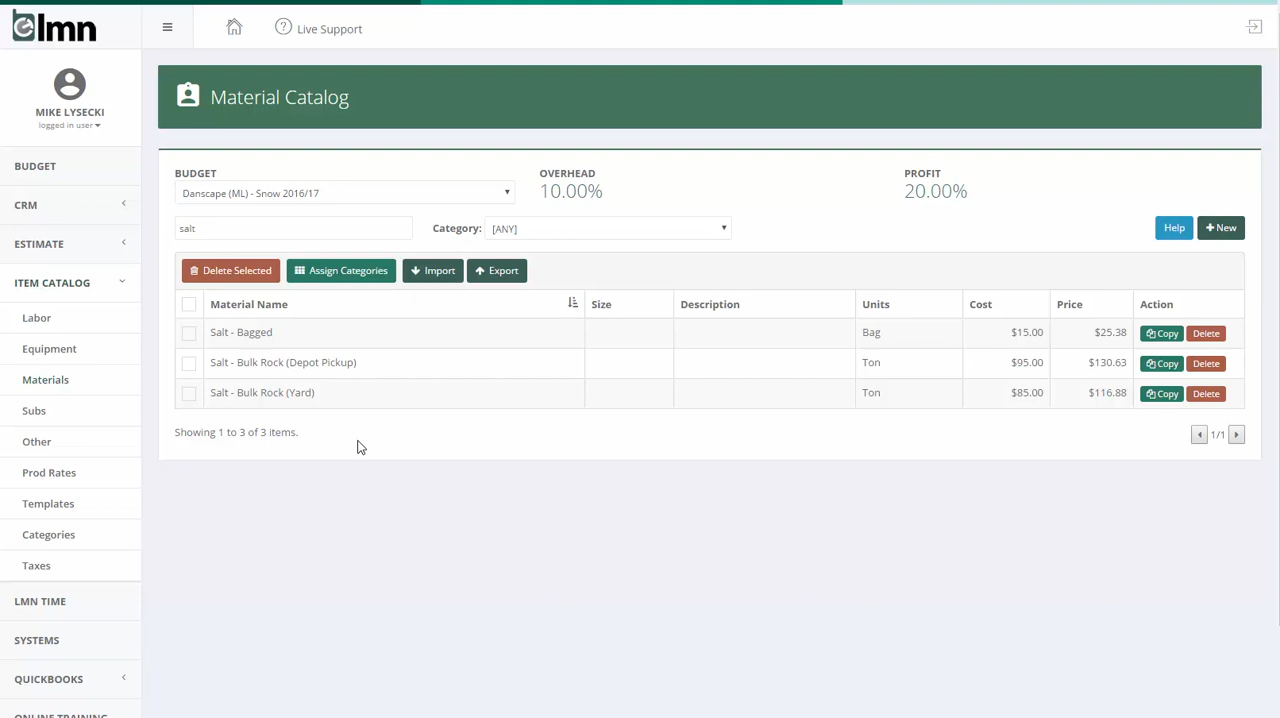 lmn
Live Support
MIKE LYSECKI
logged in user
BUDGET
CRM
ESTIMATE
ITEM CATALOG
Labor
Equipment
Materials
Subs
Other
Prod Rates
Templates
Categories
Taxes
LMN TIME
SYSTEMS
QUICKBOOKS
ONLINE TRAINING
Material Catalog
BUDGET OVERHEAD PROFIT
Danscape (ML) - Snow 2016/17 10.00% 20.00%
salt Category: [ANY] Help +New
Delete Selected Assign Categories Import Export
Material Name Size Description Units Cost Price Action
Salt - Bagged Bag $15.00 $25.38 Copy Delete
Salt - Bulk Rock (Depot Pickup) Ton $95.00 $130.63 Copy Delete
Salt - Bulk Rock (Yard) Ton $85.00 $116.88 Copy Delete
Showing 1 to 3 of 3 items. 1/1